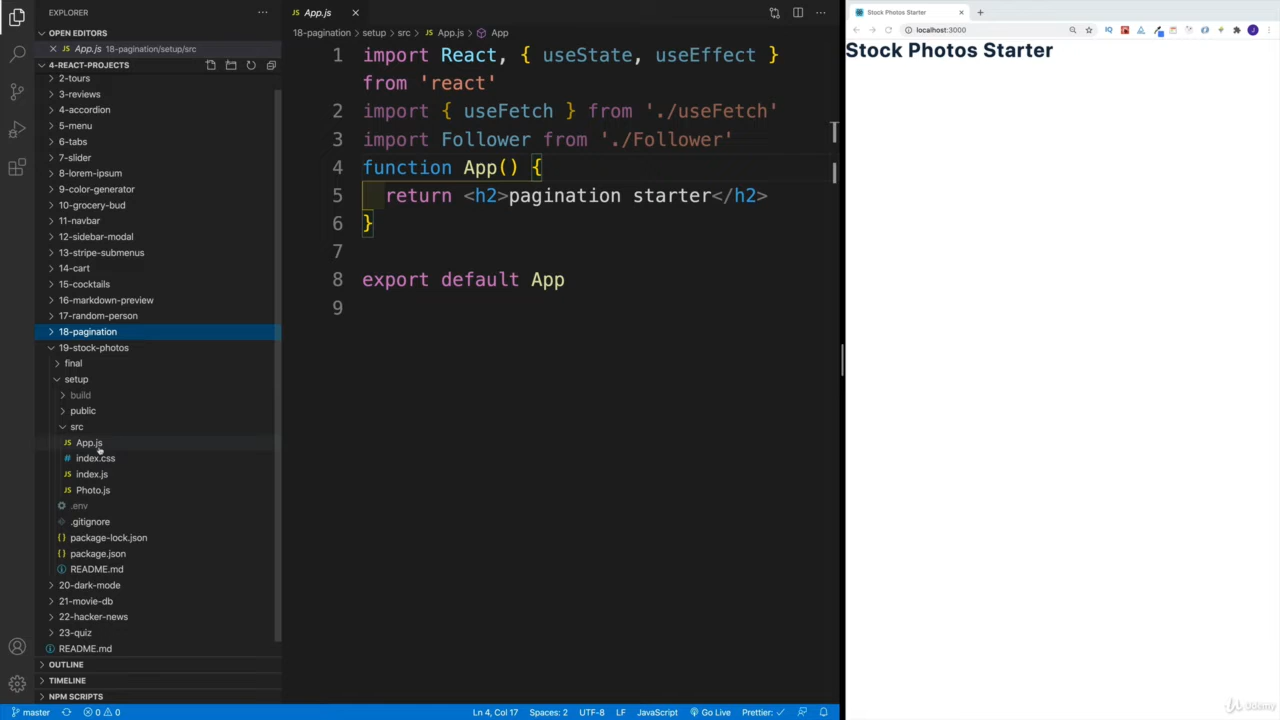 EXPLORER
OPEN EDITORS
App.js 18-pagination/setup/src
4-REACT-PROJECTS
2-tours
3-reviews
4-accordion
5-menu
6-tabs
7-slider
8-lorem-ipsum
9-color-generator
10-grocery-bud
11-navbar
12-sidebar-modal
13-stripe-submenus
14-cart
15-cocktails
16-markdown-preview
17-random-person
18-pagination
19-stock-photos
final
setup
build
public
src
App.js
index.css
index.js
Photo.js
.env
.gitignore
package-lock.json
package.json
README.md
20-dark-mode
21-movie-db
22-hacker-news
23-quiz
README.md
OUTLINE
TIMELINE
NPM SCRIPTS
App.js
18-pagination > setup > src > App.js > App
1 import React, { useState, useEffect }
from 'react'
2 import { useFetch } from './useFetch'
3 import Follower from './Follower'
4 function App() {
5 return <h2>pagination starter</h2>
6 }
7
8 export default App
9
Stock Photos Starter
localhost:3000
Stock Photos Starter
master 0 0 Ln 4, Col 17 Spaces: 2 UTF-8 LF JavaScript Go Live Prettier: ✓
Udemy